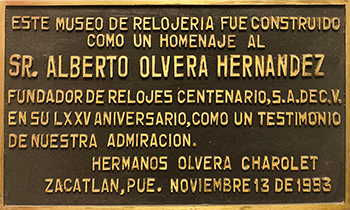 ESTE MUSEO DE RELOJERIA FUE CONSTRUIDO
COMO UN HOMENAJE AL
SR. ALBERTO OLVERA HERNANDEZ
FUNDADOR DE RELOJES CENTENARIO, S.A. DE C.V.
EN SU LXXV ANIVERSARIO, COMO UN TESTIMONIO
DE NUESTRA ADMIRACION.
HERMANOS OLVERA CHAROLET
ZACATLAN, PUE. NOVIEMBRE 13 DE 1993